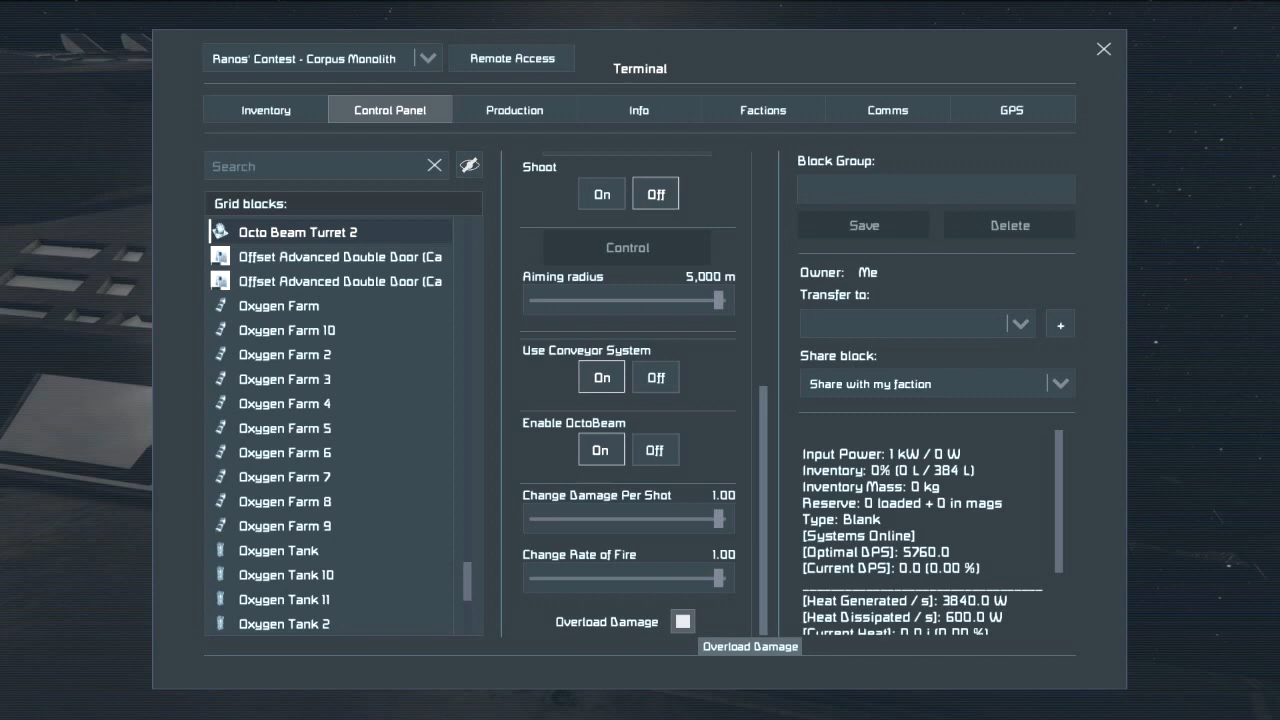 Ranos' Contest - Corpus Monolith
Remote Access
Terminal
Inventory
Control Panel
Production
Info
Factions
Comms
GPS
Search
Grid blocks:
Octo Beam Turret 2
Offset Advanced Double Door (Ca
Offset Advanced Double Door (Ca
Oxygen Farm
Oxygen Farm 10
Oxygen Farm 2
Oxygen Farm 3
Oxygen Farm 4
Oxygen Farm 5
Oxygen Farm 6
Oxygen Farm 7
Oxygen Farm 8
Oxygen Farm 9
Oxygen Tank
Oxygen Tank 10
Oxygen Tank 11
Oxygen Tank 2
Shoot
On
Off
Control
Aiming radius 5,000 m
Use Conveyor System
On
Off
Enable OctoBeam
On
Off
Change Damage Per Shot 1.00
Change Rate of Fire 1.00
Overload Damage
Overload Damage
Block Group:
Save
Delete
Owner: Me
Transfer to:
+
Share block:
Share with my faction
Input Power: 1 kW / 0 W
Inventory: 0% (0 L / 384 L)
Inventory Mass: 0 kg
Reserve: 0 loaded + 0 in mags
Type: Blank
[Systems Online]
[Optimal DPS]: 5760.0
[Current DPS]: 0.0 (0.00 %)
[Heat Generated / s]: 3840.0 W
[Heat Dissipated / s]: 600.0 W
[Current Heat]: 0.0 j (0.00 %)